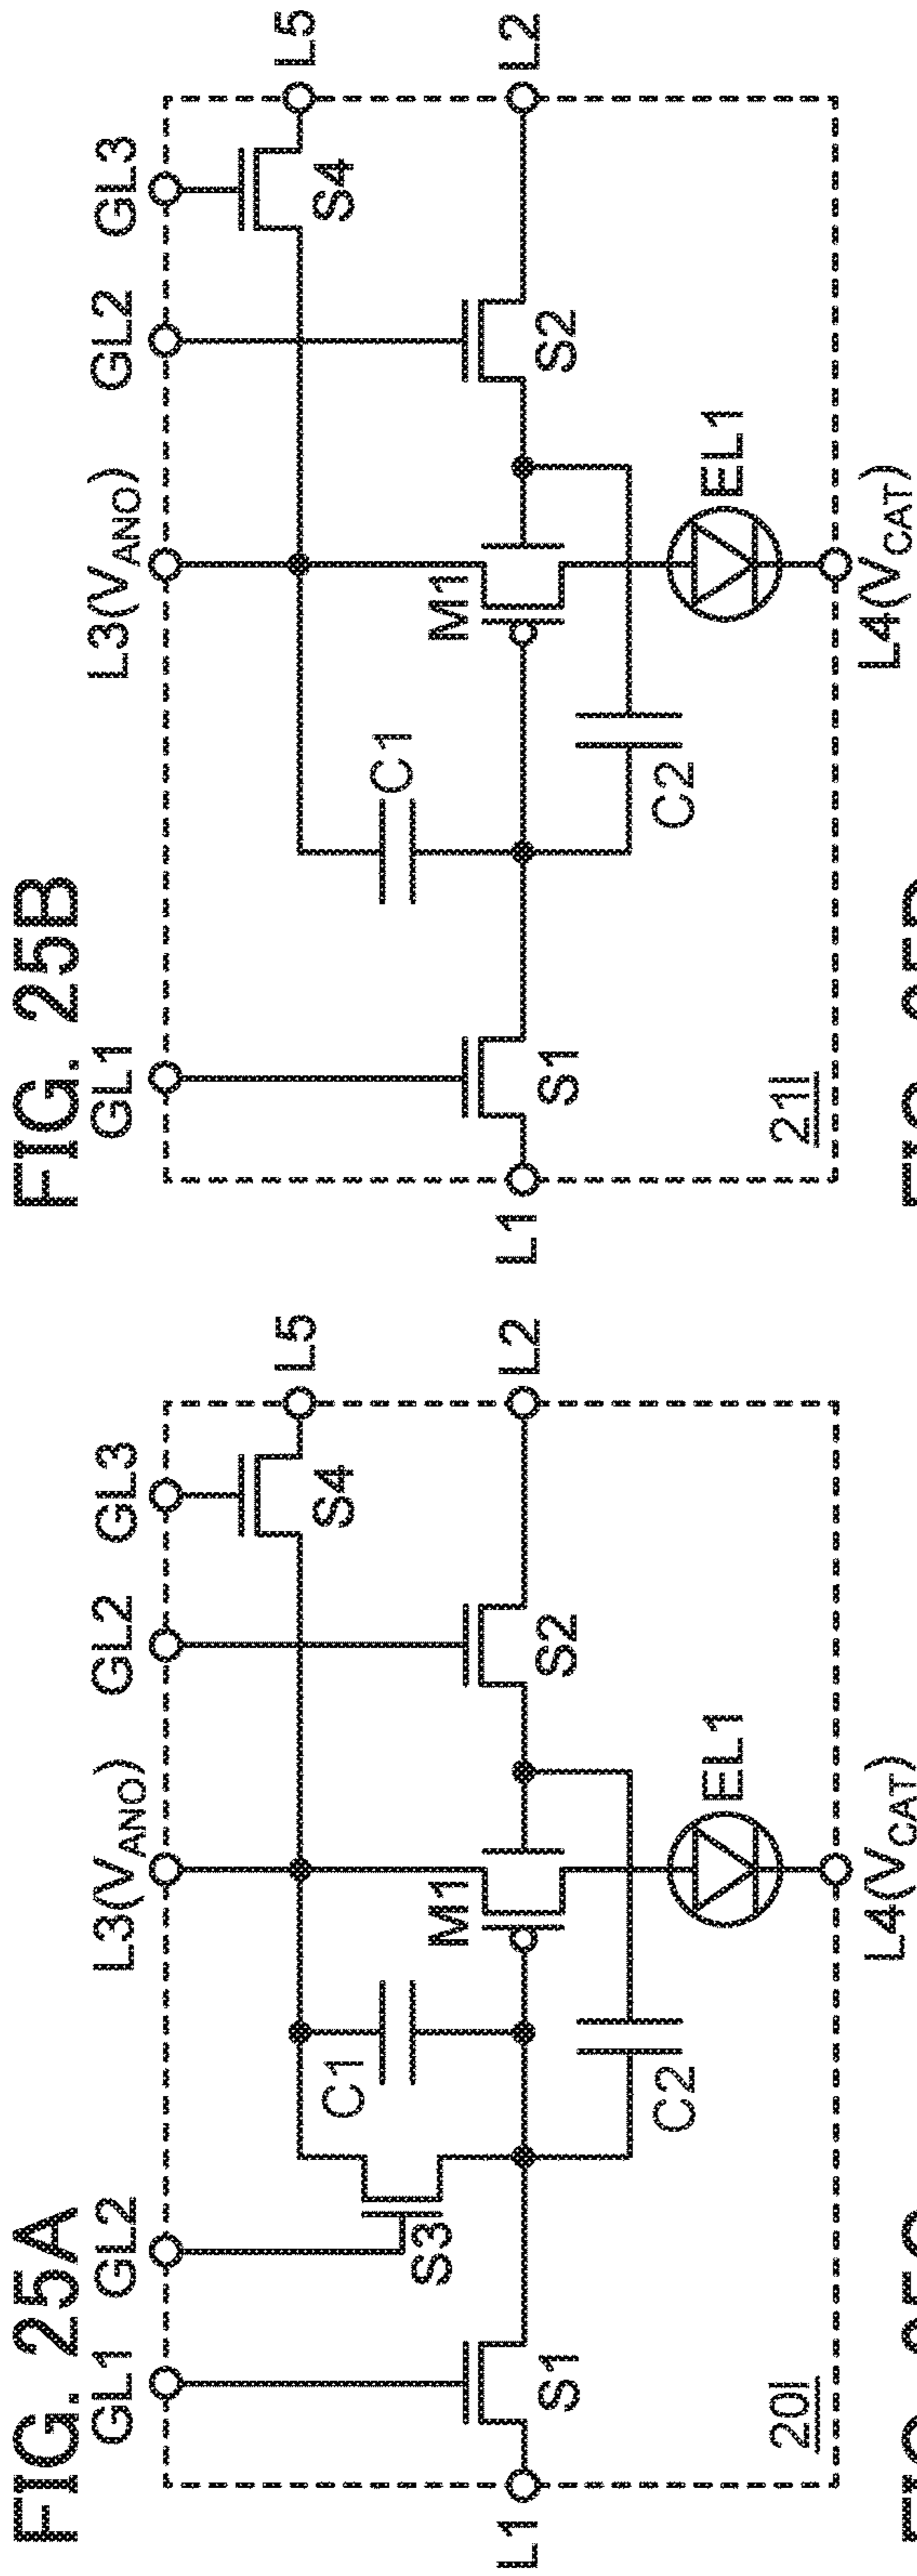 FIG. 25A
GL1
GL2
L3(VANO)
GL2
GL3
L5
S4
C1
S3
M1
S2
L1
L2
S1
C2
EL1
20I
L4(VCAT)
FIG. 25B
GL1
L3(VANO)
GL2
GL3
L5
S4
C1
M1
S2
L1
L2
S1
C2
EL1
21I
L4(VCAT)